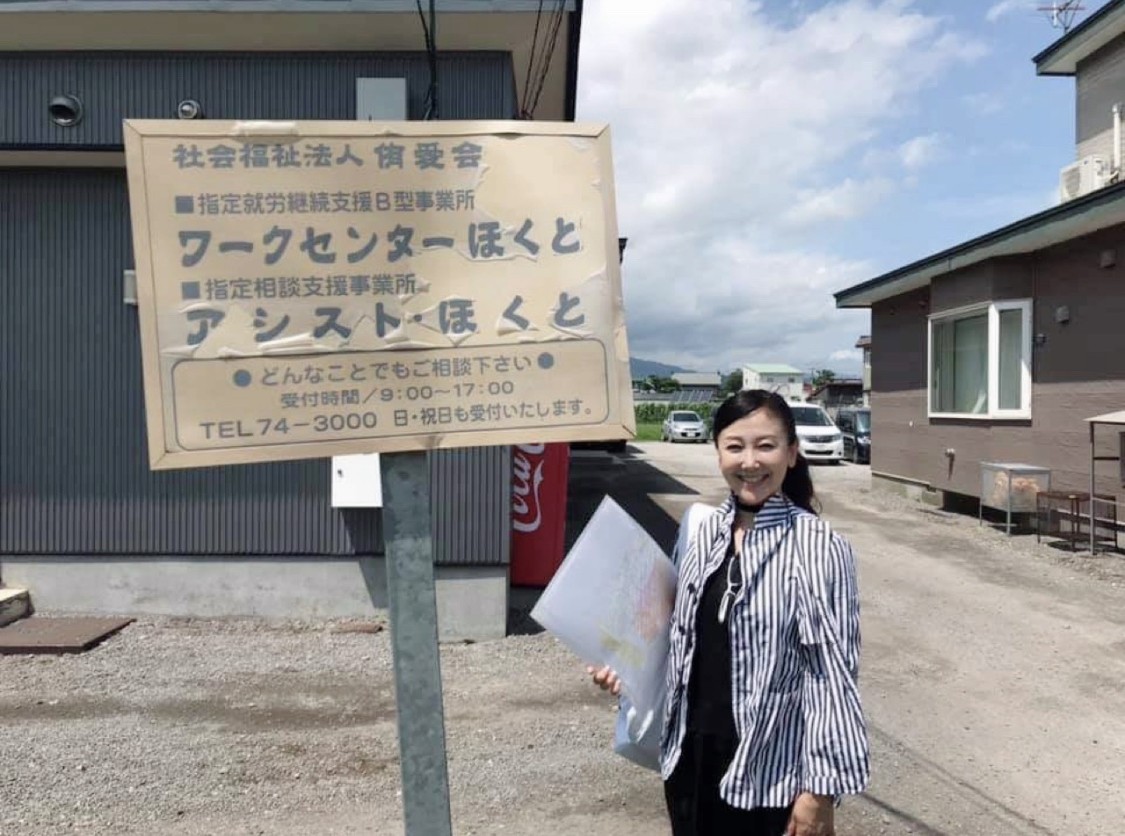 社会福祉法人 侑愛会
■指定就労継続支援B型事業所
ワークセンターほくと
■指定相談支援事業所
アシスト・ほくと
●どんなことでもご相談下さい●
受付時間/9:00～17:00
TEL74-3000 日・祝日も受付いたします。
Coca